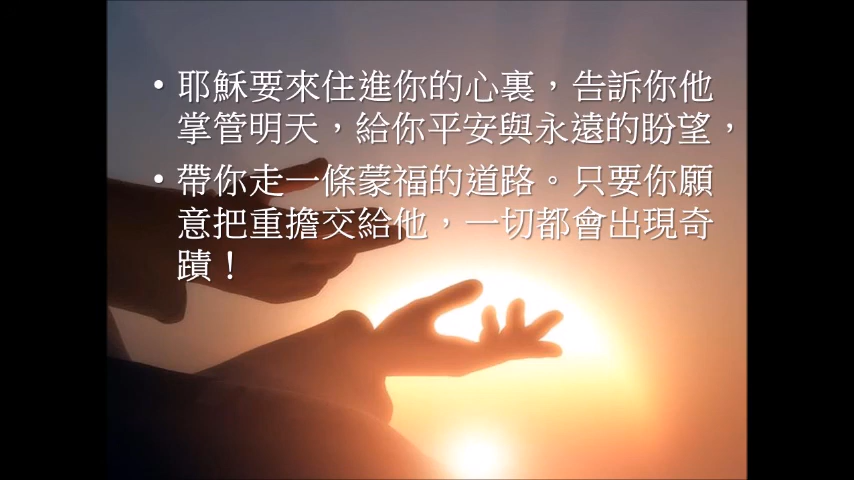 • 耶穌要來住進你的心裏，告訴你他
掌管明天，給你平安與永遠的盼望，
• 帶你走一條蒙福的道路。只要你願
意把重擔交給他，一切都會出現奇
蹟！